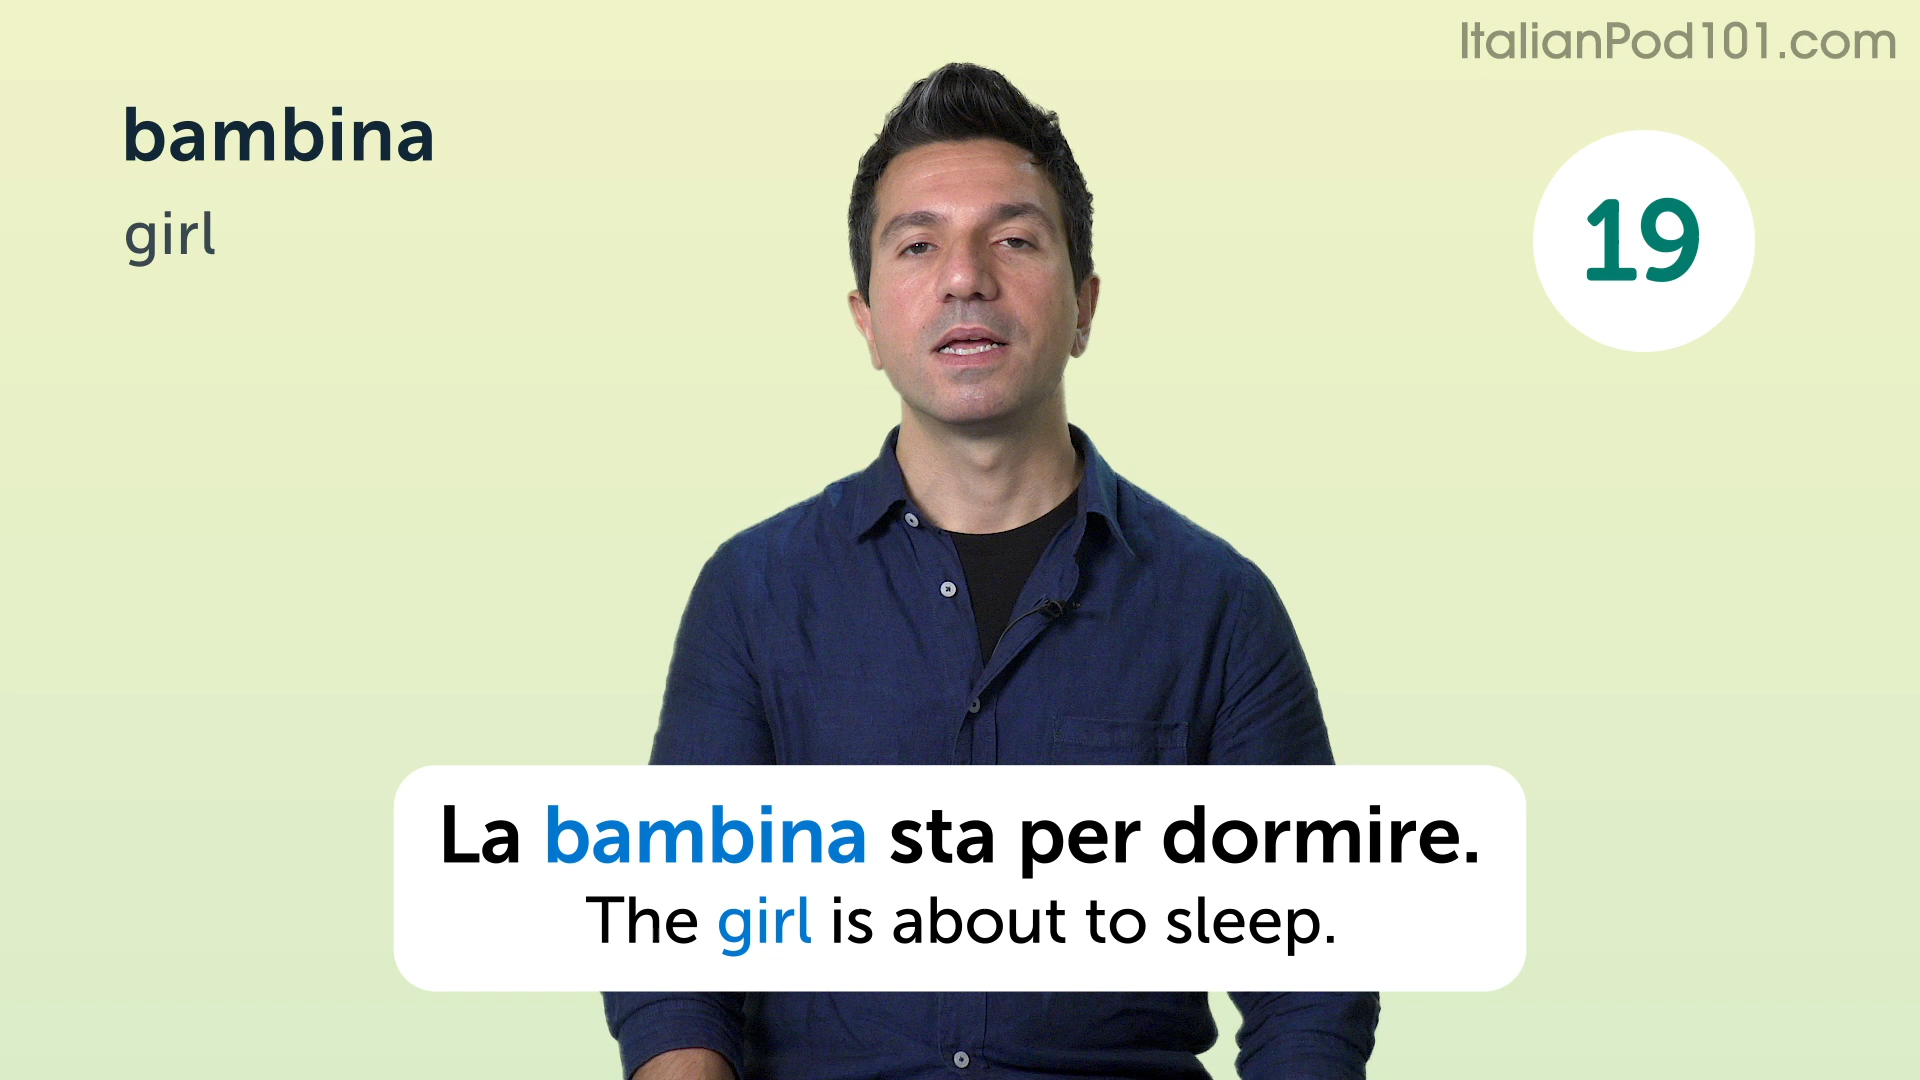 ItalianPod101.com
bambina
girl
19
La bambina sta per dormire.
The girl is about to sleep.